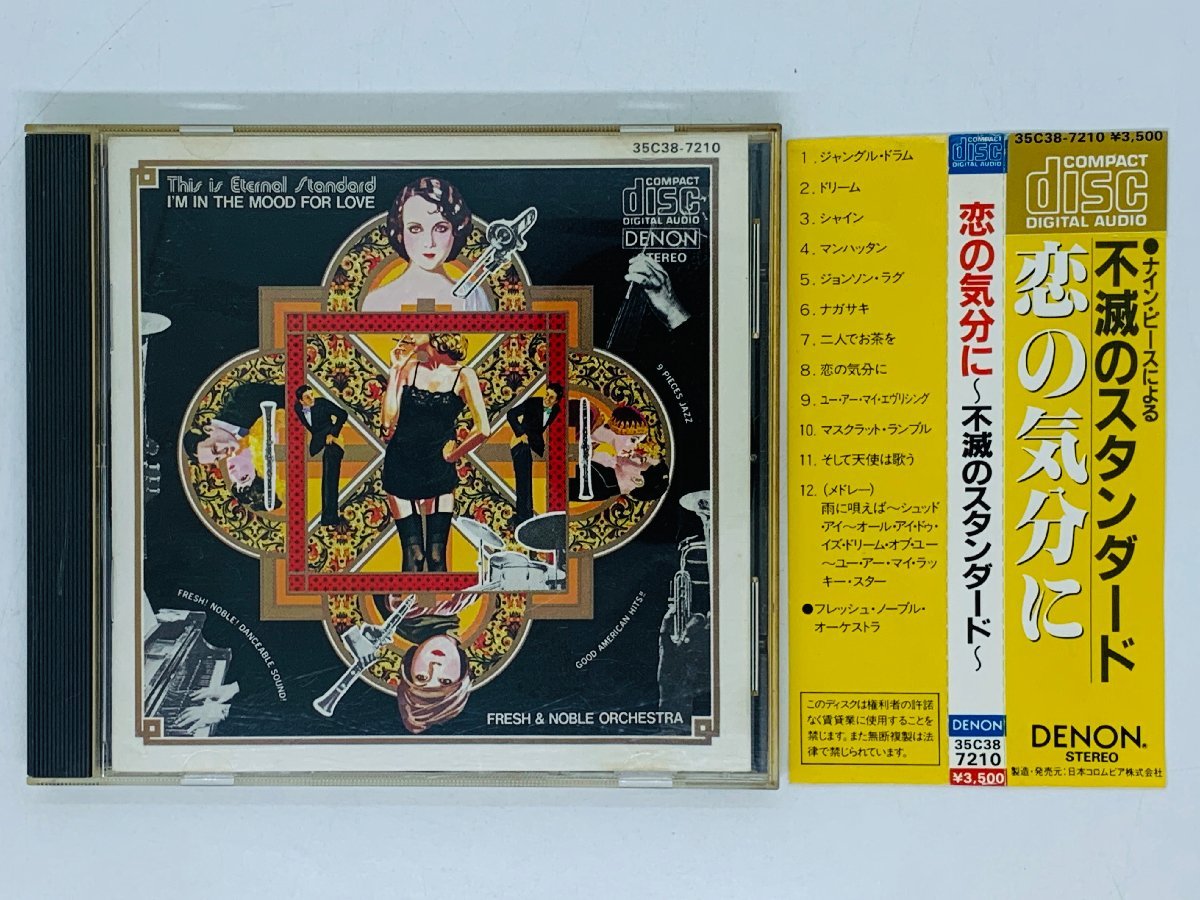 35C38-7210
This is Eternal Standard
I'M IN THE MOOD FOR LOVE
COMPACT
disc
DIGITAL AUDIO
DENON
STEREO
9 PIECES JAZZ
FRESH! NOBLE! DANCEABLE SOUND!
GOOD AMERICAN HITS!!
FRESH & NOBLE ORCHESTRA
1. ジャングル・ドラム
2. ドリーム
3. シャイン
4. マンハッタン
5. ジョンソン・ラグ
6. ナガサキ
7. 二人でお茶を
8. 恋の気分に
9. ユー・アー・マイ・エヴリシング
10. マスクラット・ランブル
11. そして天使は歌う
12. (メドレー)
雨に唄えば〜シュッド
・アイ〜オール・アイ・ドゥ・
イズ・ドリーム・オブ・ユー
〜ユー・アー・マイ・ラッ
キー・スター
●フレッシュ・ノーブル・
オーケストラ
このディスクは権利者の許諾
なく賃貸業に使用することを
禁じます。また無断複製は法
律で禁じられています。
COMPACT
disc
DIGITAL AUDIO
恋の気分に〜不滅のスタンダード〜
DENON
35C38
7210
¥3,500
35C38-7210 ¥3,500
COMPACT
disc
DIGITAL AUDIO
●ナイン・ピースによる
不滅のスタンダード
恋の気分に
DENON®
STEREO
製造・発売元:日本コロムビア株式会社